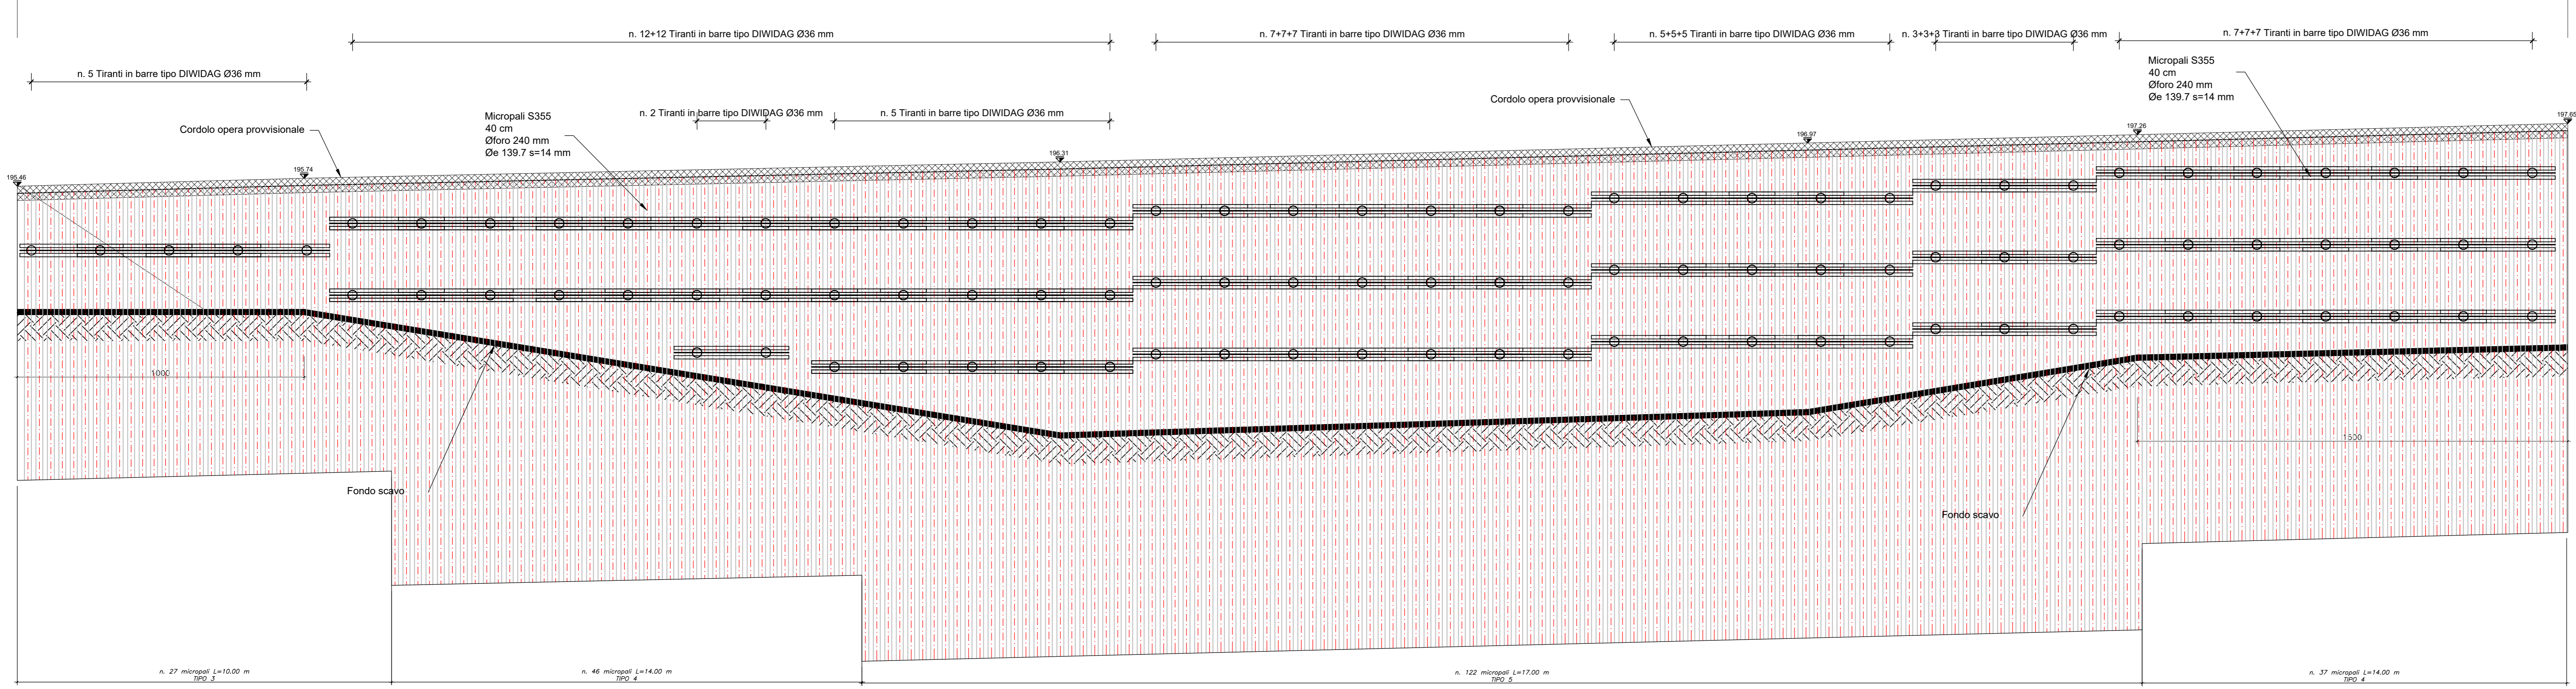 n. 12+12 Tiranti in barre tipo DIWIDAG Ø36 mm
n. 7+7+7 Tiranti in barre tipo DIWIDAG Ø36 mm
n. 5+5+5 Tiranti in barre tipo DIWIDAG Ø36 mm
n. 3+3+3 Tiranti in barre tipo DIWIDAG Ø36 mm
n. 7+7+7 Tiranti in barre tipo DIWIDAG Ø36 mm
n. 5 Tiranti in barre tipo DIWIDAG Ø36 mm
Micropali S355
40 cm
Øforo 240 mm
Øe 139.7 s=14 mm
Cordolo opera provvisionale
Micropali S355
40 cm
Øforo 240 mm
Øe 139.7 s=14 mm
n. 2 Tiranti in barre tipo DIWIDAG Ø36 mm
n. 5 Tiranti in barre tipo DIWIDAG Ø36 mm
Cordolo opera provvisionale
195.46
195.74
196.31
196.97
197.26
197.65
1000
1500
Fondo scavo
Fondo scavo
n. 27 micropali L=10.00 m
TIPO 3
n. 46 micropali L=14.00 m
TIPO 4
n. 122 micropali L=17.00 m
TIPO 5
n. 37 micropali L=14.00 m
TIPO 4